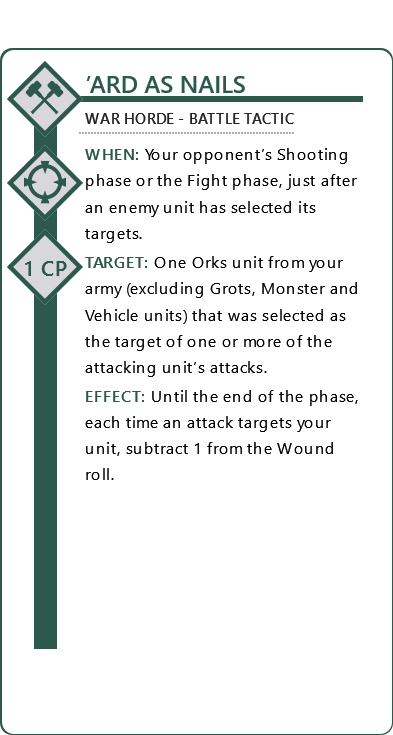 ’ARD AS NAILS
WAR HORDE - BATTLE TACTIC
WHEN: Your opponent’s Shooting
phase or the Fight phase, just after
an enemy unit has selected its
targets.
1 CP
TARGET: One Orks unit from your
army (excluding Grots, Monster and
Vehicle units) that was selected as
the target of one or more of the
attacking unit’s attacks.
EFFECT: Until the end of the phase,
each time an attack targets your
unit, subtract 1 from the Wound
roll.